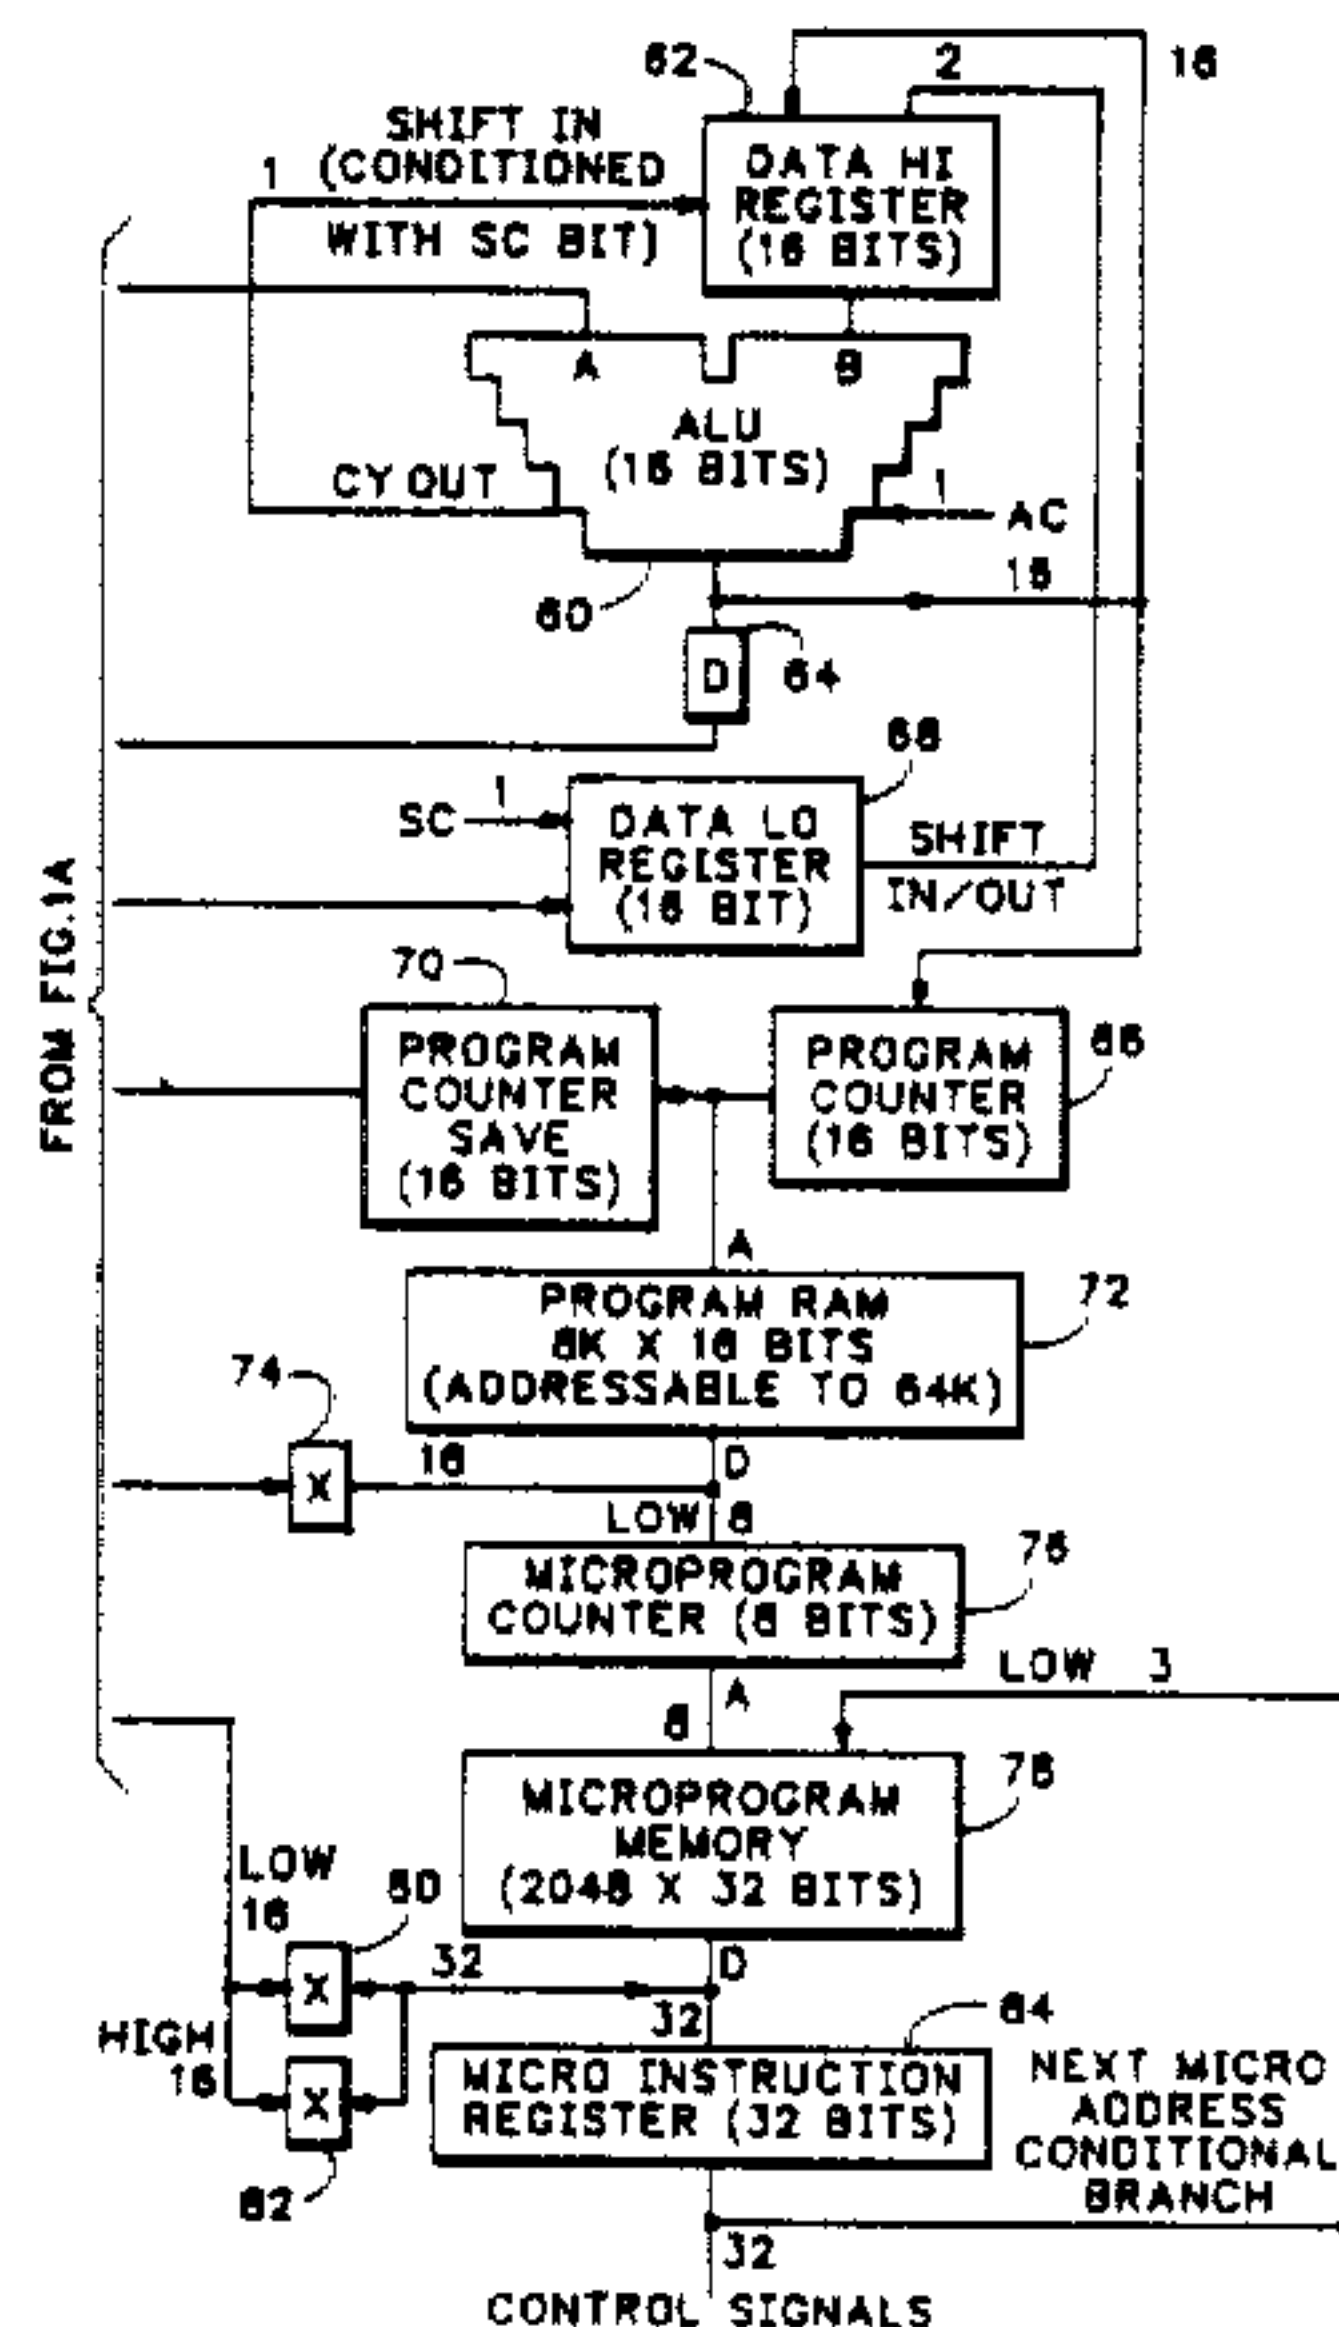 62
2
16
SHIFT IN
1 (CONDITIONED
WITH SC BIT)
DATA HI
REGISTER
(16 BITS)
A
B
ALU
(16 BITS)
CY OUT
1
AC
16
60
D
64
66
SC
1
DATA LO
REGISTER
(16 BIT)
SHIFT
IN/OUT
FROM FIG.1A
70
PROGRAM
COUNTER
SAVE
(16 BITS)
PROGRAM
COUNTER
(16 BITS)
68
A
PROGRAM RAM
8K X 16 BITS
(ADDRESSABLE TO 64K)
72
74
X
16
D
LOW 8
MICROPROGRAM
COUNTER (8 BITS)
76
LOW 3
A
8
MICROPROGRAM
MEMORY
(2048 X 32 BITS)
78
LOW
16
80
X
32
D
32
HIGH
16
X
82
84
MICRO INSTRUCTION
REGISTER (32 BITS)
NEXT MICRO
ADDRESS
CONDITIONAL
BRANCH
32
CONTROL SIGNALS